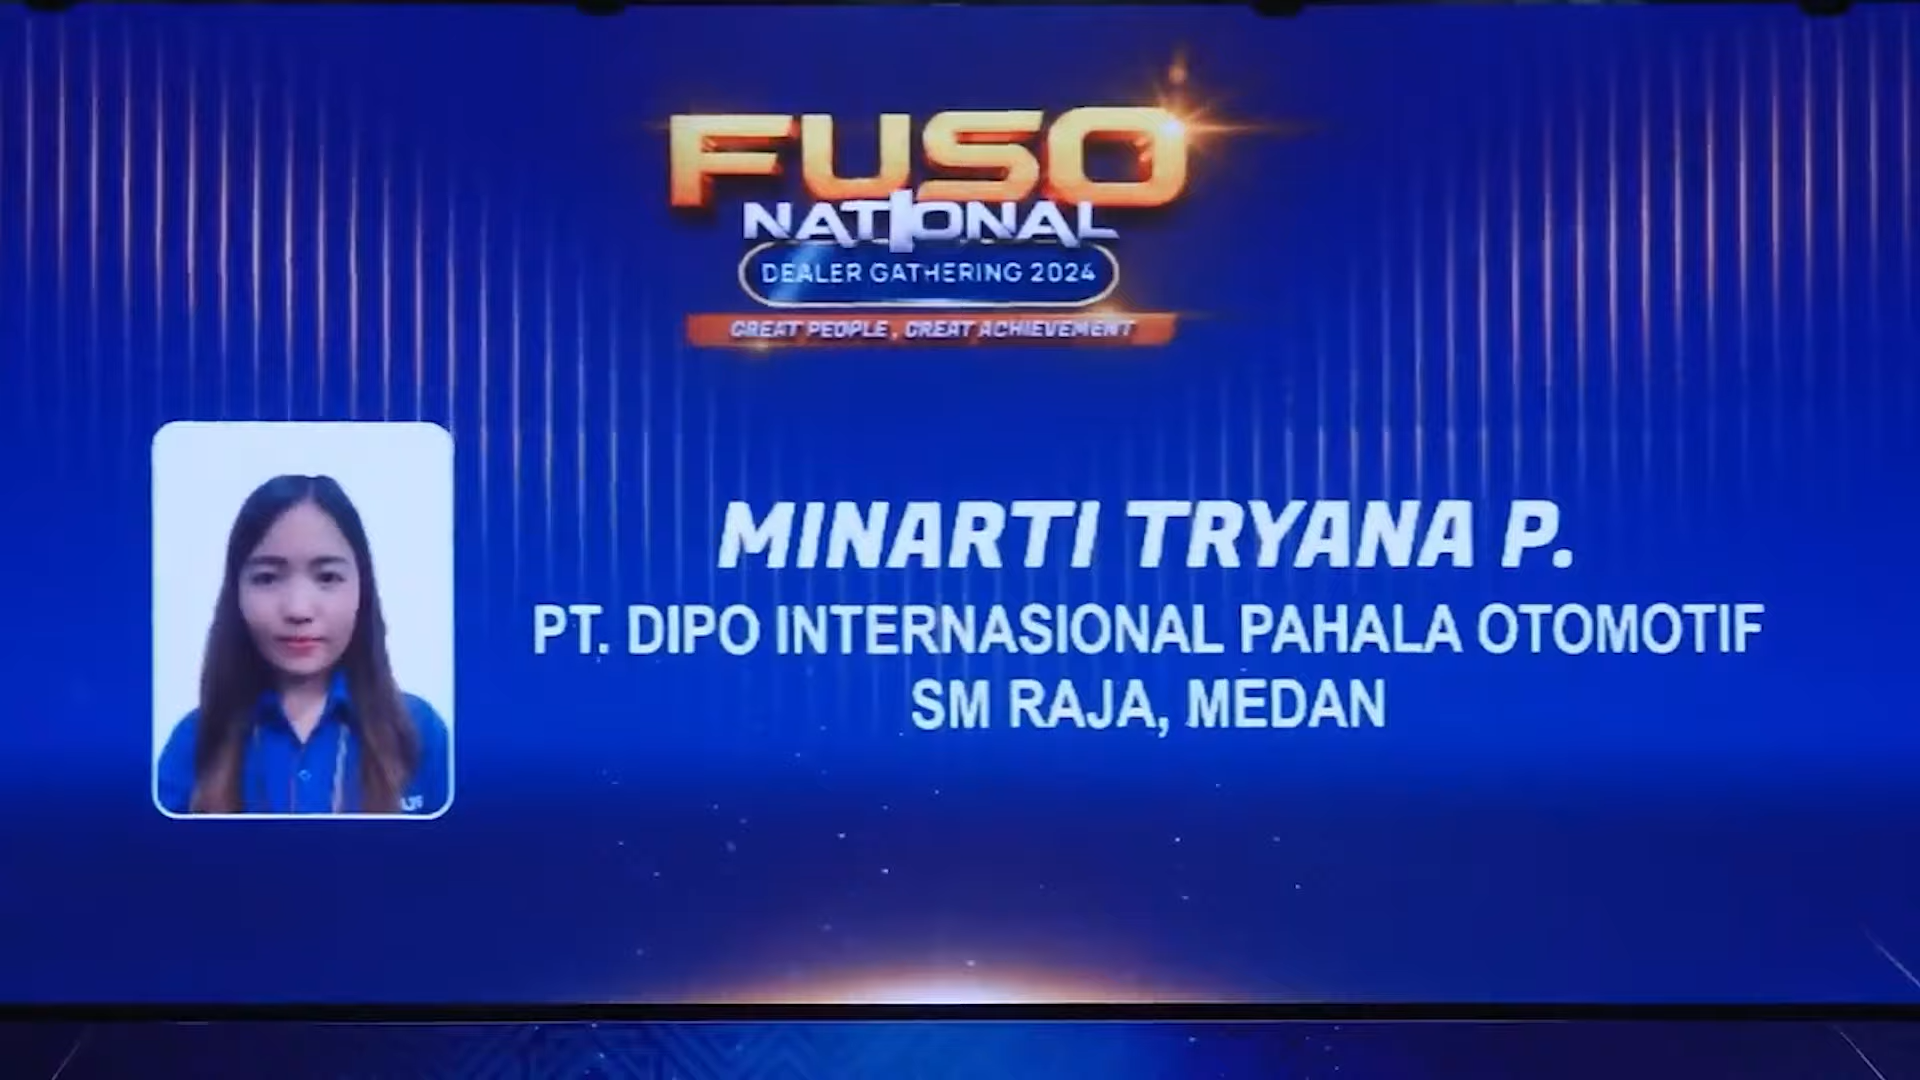 FUSO
NATIONAL
DEALER GATHERING 2024
GREAT PEOPLE, GREAT ACHIEVEMENT
MINARTI TRYANA P.
PT. DIPO INTERNASIONAL PAHALA OTOMOTIF
SM RAJA, MEDAN